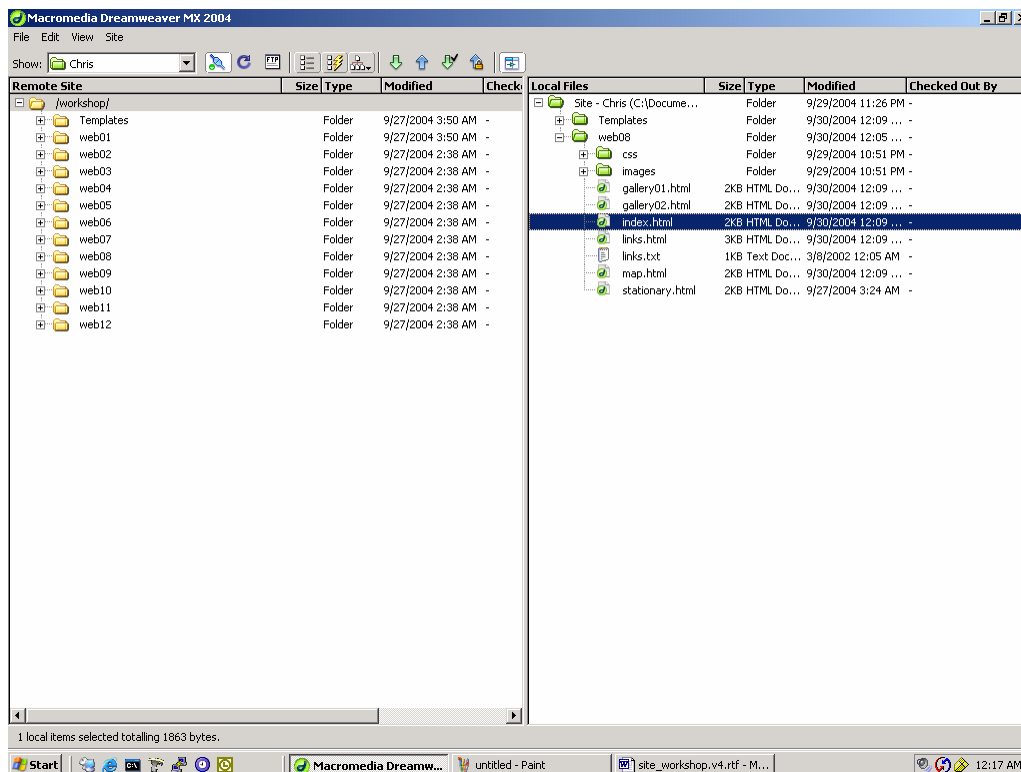 Macromedia Dreamweaver MX 2004
File Edit View Site
Show: Chris FTP
Remote Site Size Type Modified Check
/workshop/
Templates Folder 9/27/2004 3:50 AM -
web01 Folder 9/27/2004 3:50 AM -
web02 Folder 9/27/2004 2:38 AM -
web03 Folder 9/27/2004 2:38 AM -
web04 Folder 9/27/2004 2:38 AM -
web05 Folder 9/27/2004 2:38 AM -
web06 Folder 9/27/2004 2:38 AM -
web07 Folder 9/27/2004 2:38 AM -
web08 Folder 9/27/2004 2:38 AM -
web09 Folder 9/27/2004 2:38 AM -
web10 Folder 9/27/2004 2:38 AM -
web11 Folder 9/27/2004 2:38 AM -
web12 Folder 9/27/2004 2:38 AM -
Local Files Size Type Modified Checked Out By
Site - Chris (C:\Docume... Folder 9/29/2004 11:26 PM -
Templates Folder 9/30/2004 12:09 ... -
web08 Folder 9/30/2004 12:05 ... -
css Folder 9/29/2004 10:51 PM -
images Folder 9/29/2004 10:51 PM -
gallery01.html 2KB HTML Do... 9/30/2004 12:09 ... -
gallery02.html 2KB HTML Do... 9/30/2004 12:09 ... -
index.html 2KB HTML Do... 9/30/2004 12:09 ... -
links.html 3KB HTML Do... 9/30/2004 12:09 ... -
links.txt 1KB Text Doc... 3/8/2002 12:05 AM -
map.html 2KB HTML Do... 9/30/2004 12:09 ... -
stationary.html 2KB HTML Do... 9/27/2004 3:24 AM -
1 local items selected totalling 1863 bytes.
Start Macromedia Dreamw... untitled - Paint site_workshop.v4.rtf - M... 12:17 AM